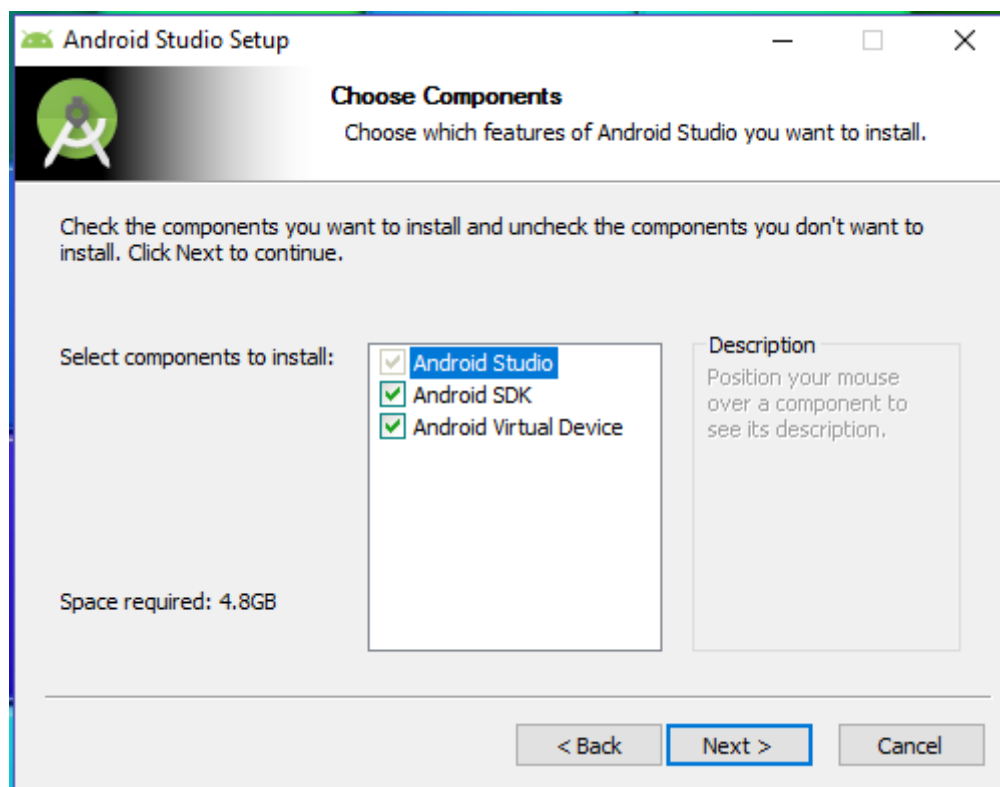 Android Studio Setup
Choose Components
Choose which features of Android Studio you want to install.
Check the components you want to install and uncheck the components you don't want to
install. Click Next to continue.
Select components to install:
Android Studio
Android SDK
Android Virtual Device
Description
Position your mouse
over a component to
see its description.
Space required: 4.8GB
< Back
Next >
Cancel